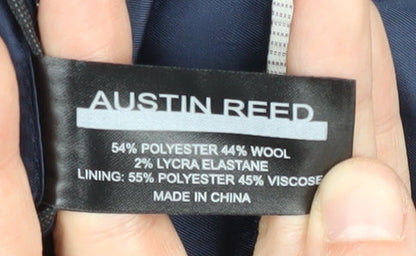 AUSTIN REED
54% POLYESTER 44% WOOL
2% LYCRA ELASTANE
LINING: 55% POLYESTER 45% VISCOSE
MADE IN CHINA